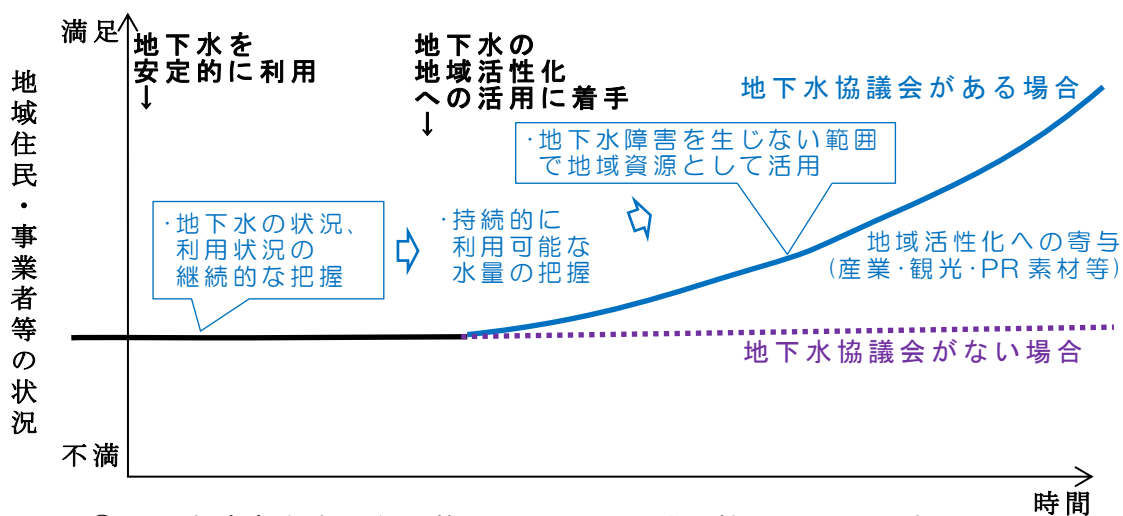 満足
地下水を
安定的に利用
↓
地下水の
地域活性化
への活用に着手
↓
地下水協議会がある場合
・地下水障害を生じない範囲
で地域資源として活用
・地下水の状況、
利用状況の
継続的な把握
・持続的に
利用可能な
水量の把握
地域活性化への寄与
(産業・観光・PR素材等)
地下水協議会がない場合
地域住民・事業者等の状況
不満
時間